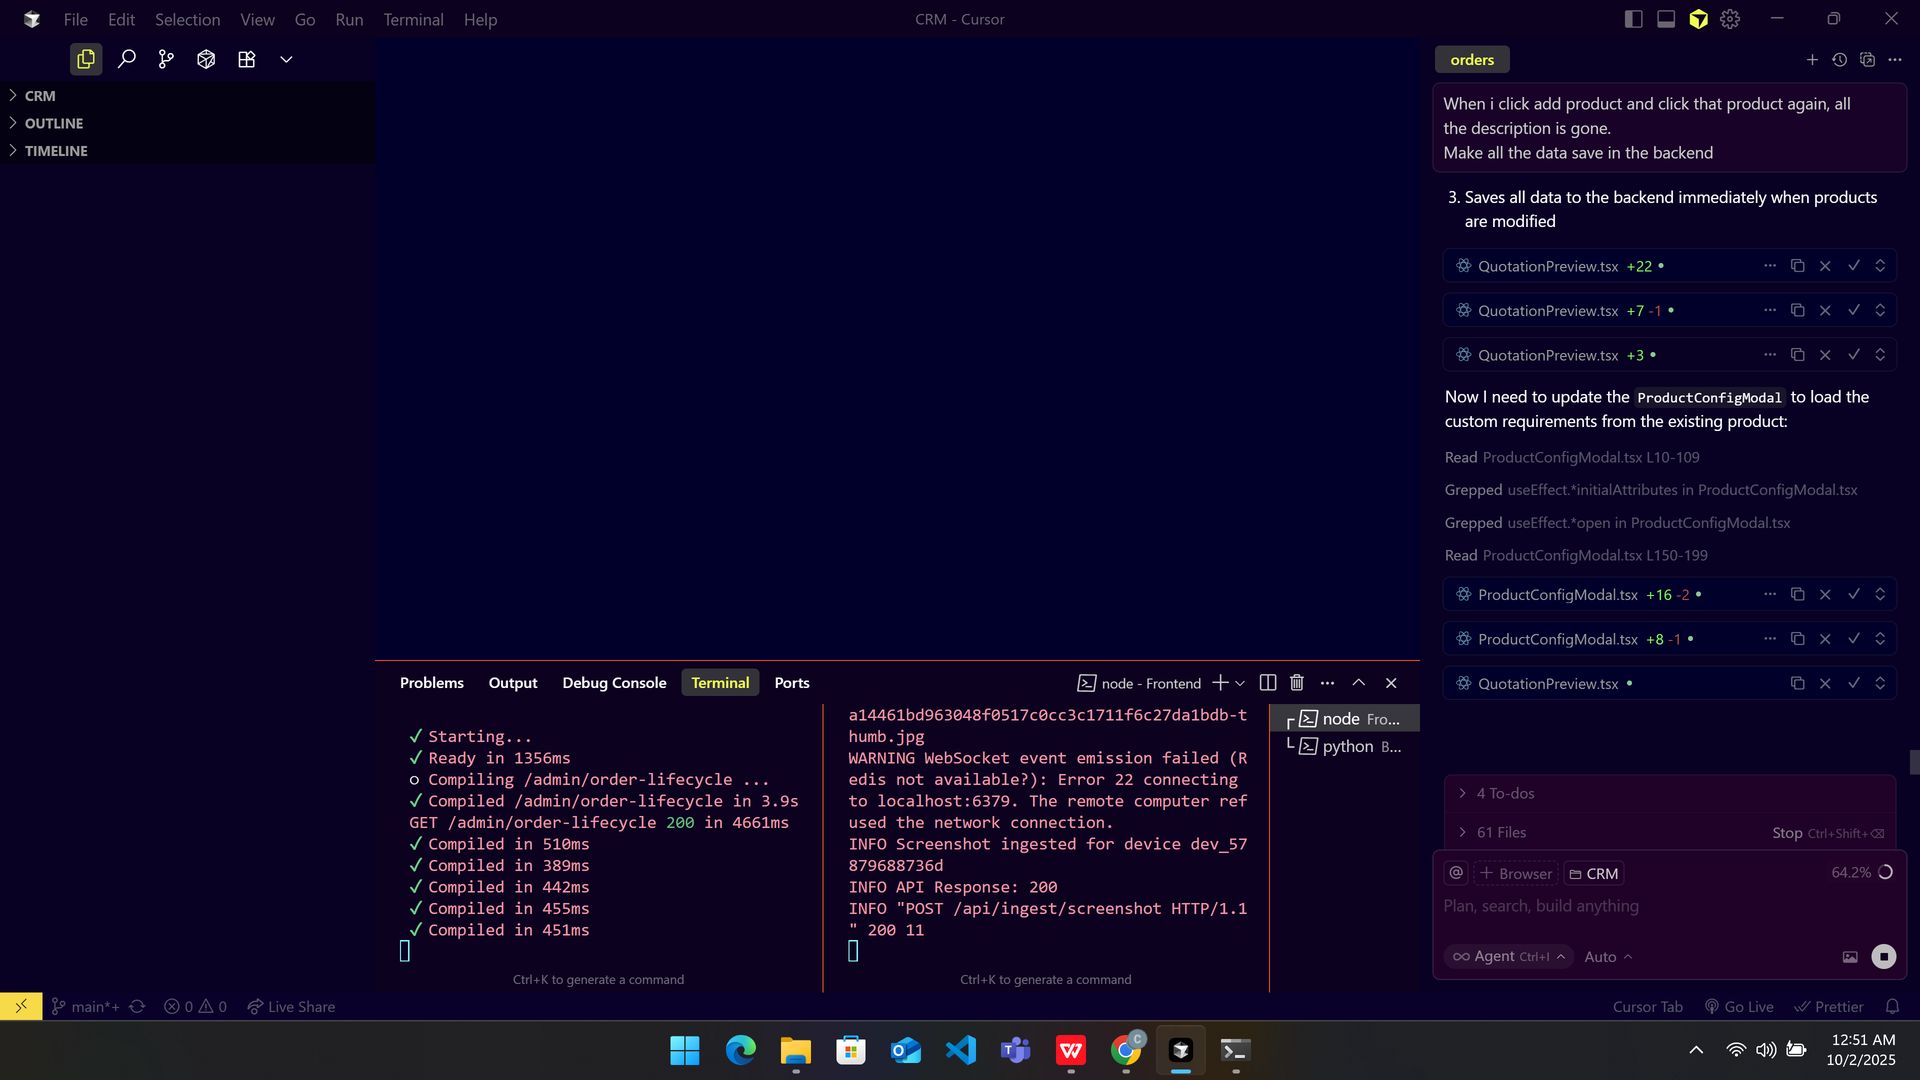 File Edit Selection View Go Run Terminal Help
CRM - Cursor
CRM
OUTLINE
TIMELINE
Problems Output Debug Console Terminal Ports
node - Frontend
✓ Starting...
✓ Ready in 1356ms
○ Compiling /admin/order-lifecycle ...
✓ Compiled /admin/order-lifecycle in 3.9s
GET /admin/order-lifecycle 200 in 4661ms
✓ Compiled in 510ms
✓ Compiled in 389ms
✓ Compiled in 442ms
✓ Compiled in 455ms
✓ Compiled in 451ms
Ctrl+K to generate a command
a14461bd963048f0517c0cc3c1711f6c27da1bdb-t
humb.jpg
WARNING WebSocket event emission failed (R
edis not available?): Error 22 connecting
to localhost:6379. The remote computer ref
used the network connection.
INFO Screenshot ingested for device dev_57
879688736d
INFO API Response: 200
INFO "POST /api/ingest/screenshot HTTP/1.1
" 200 11
Ctrl+K to generate a command
node Fro...
python B...
orders
When i click add product and click that product again, all
the description is gone.
Make all the data save in the backend
3. Saves all data to the backend immediately when products
are modified
QuotationPreview.tsx +22
QuotationPreview.tsx +7 -1
QuotationPreview.tsx +3
Now I need to update the ProductConfigModal to load the
custom requirements from the existing product:
Read ProductConfigModal.tsx L10-109
Grepped useEffect.*initialAttributes in ProductConfigModal.tsx
Grepped useEffect.*open in ProductConfigModal.tsx
Read ProductConfigModal.tsx L150-199
ProductConfigModal.tsx +16 -2
ProductConfigModal.tsx +8 -1
QuotationPreview.tsx
4 To-dos
61 Files
Stop Ctrl+Shift+⌫
@ + Browser CRM 64.2%
Plan, search, build anything
Agent Ctrl+I Auto
main*+ 0 0 Live Share
Cursor Tab Go Live Prettier
12:51 AM
10/2/2025